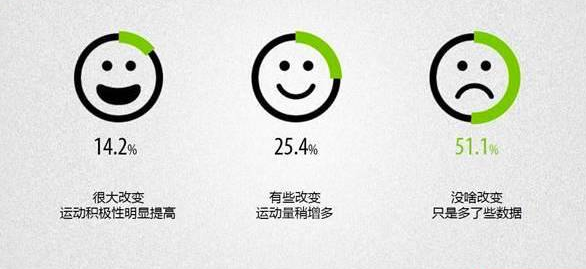 14.2%
25.4%
51.1%
很大改变
运动积极性明显提高
有些改变
运动量稍增多
没啥改变
只是多了些数据